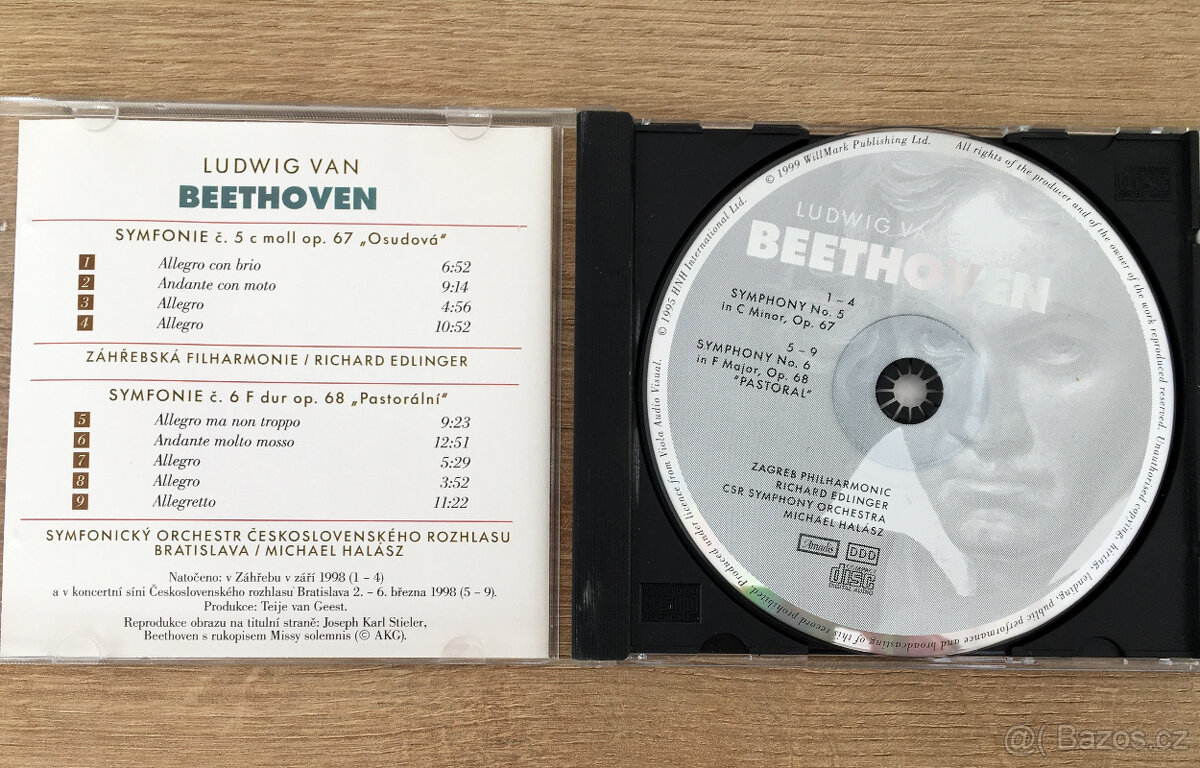 LUDWIG VAN
BEETHOVEN
SYMFONIE č. 5 c moll op. 67 „Osudová“
1 Allegro con brio 6:52
2 Andante con moto 9:14
3 Allegro 4:56
4 Allegro 10:52
ZÁHŘEBSKÁ FILHARMONIE / RICHARD EDLINGER
SYMFONIE č. 6 F dur op. 68 „Pastorální“
5 Allegro ma non troppo 9:23
6 Andante molto mosso 12:51
7 Allegro 5:29
8 Allegro 3:52
9 Allegretto 11:22
SYMFONICKÝ ORCHESTR ČESKOSLOVENSKÉHO ROZHLASU
BRATISLAVA / MICHAEL HALÁSZ
Natočeno: v Záhřebu v září 1998 (1 – 4)
a v koncertní síni Československého rozhlasu Bratislava 2. – 6. března 1998 (5 – 9).
Produkce: Teije van Geest.
Reprodukce obrazu na titulní straně: Joseph Karl Stieler,
Beethoven s rukopisem Missy solemnis (© AKG).
Produced under licence from Viola Audio Visual. © 1995 HNH International Ltd. © 1999 WillMark Publishing Ltd. All rights of the producer and of the owner of the work reproduced reserved. Unauthorised copying, hiring, lending, public performance and broadcasting of this record prohibited.
LUDWIG V
BEETHOVEN
– 4
SYMPHONY No. 5
in C Minor, Op. 67
5 – 9
SYMPHONY No. 6
in F Major, Op. 68
"PASTORAL"
ZAGREB PHILHARMONIC
RICHARD EDLINGER
CSR SYMPHONY ORCHESTRA
MICHAEL HALÁSZ
Amadis DDD
COMPACT
disc
DIGITAL AUDIO
@( Bazos.cz